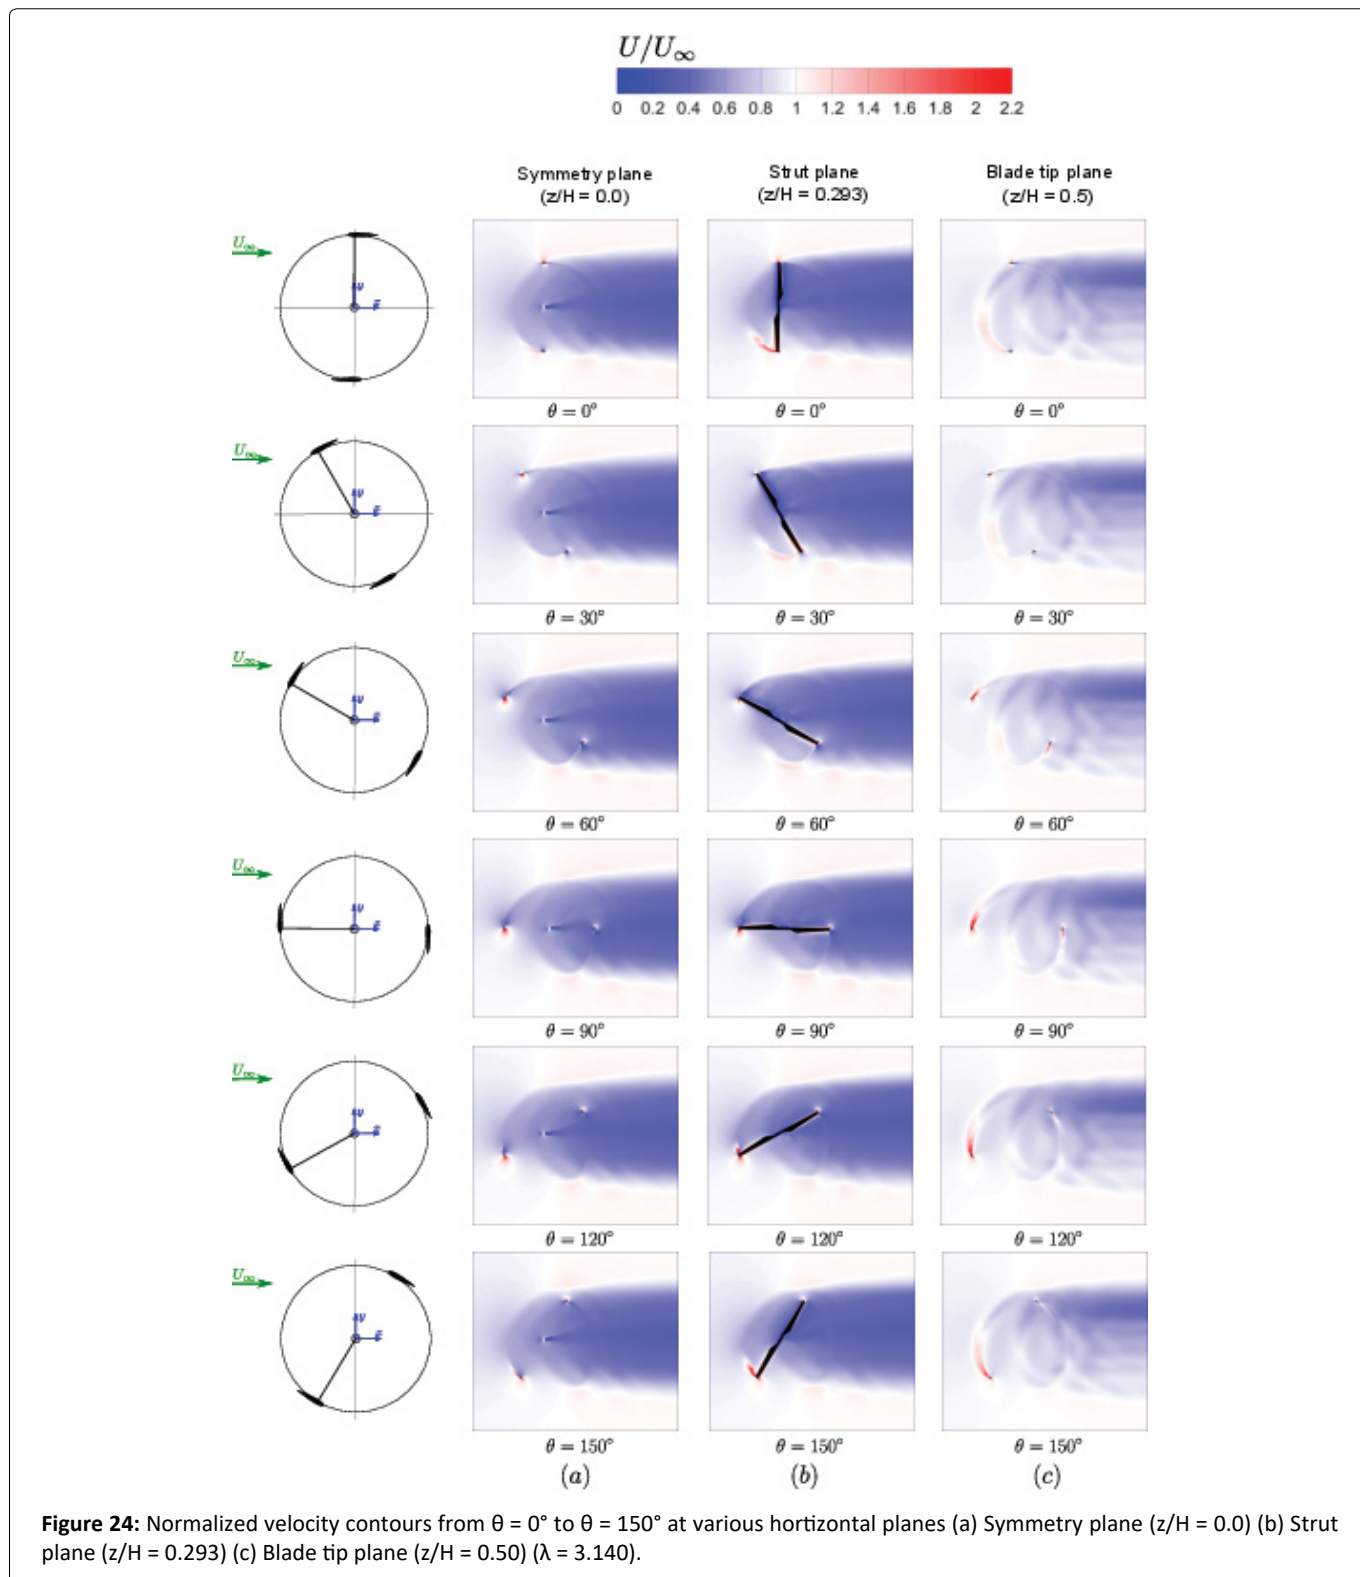 U/U∞
0 0.2 0.4 0.6 0.8 1 1.2 1.4 1.6 1.8 2 2.2
Symmetry plane Strut plane Blade tip plane
(z/H = 0.0) (z/H = 0.293) (z/H = 0.5)
U∞
θ = 0° θ = 0° θ = 0°
U∞
θ = 30° θ = 30° θ = 30°
U∞
θ = 60° θ = 60° θ = 60°
U∞
θ = 90° θ = 90° θ = 90°
U∞
θ = 120° θ = 120° θ = 120°
U∞
θ = 150° θ = 150° θ = 150°
(a) (b) (c)
Figure 24: Normalized velocity contours from θ = 0° to θ = 150° at various hortizontal planes (a) Symmetry plane (z/H = 0.0) (b) Strut
plane (z/H = 0.293) (c) Blade tip plane (z/H = 0.50) (λ = 3.140).